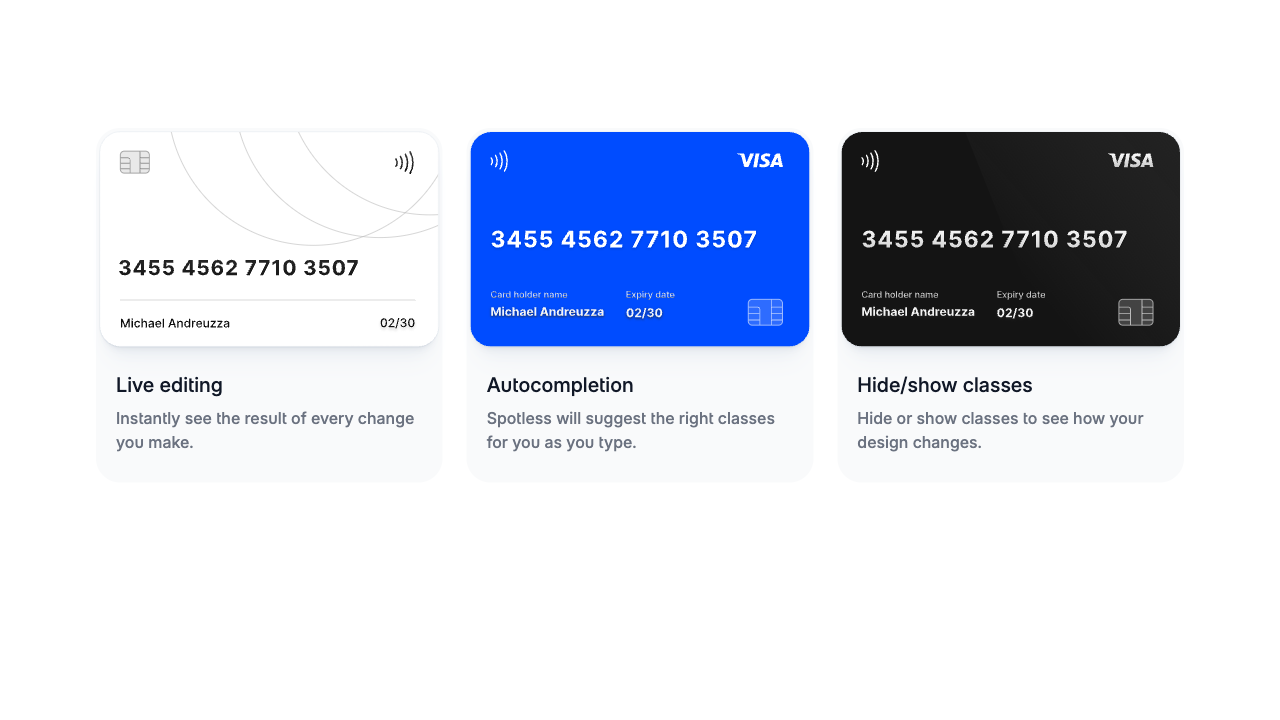 3455 4562 7710 3507
Michael Andreuzza 02/30
Live editing
Instantly see the result of every change
you make.
VISA
3455 4562 7710 3507
Card holder name Expiry date
Michael Andreuzza 02/30
Autocompletion
Spotless will suggest the right classes
for you as you type.
VISA
3455 4562 7710 3507
Card holder name Expiry date
Michael Andreuzza 02/30
Hide/show classes
Hide or show classes to see how your
design changes.